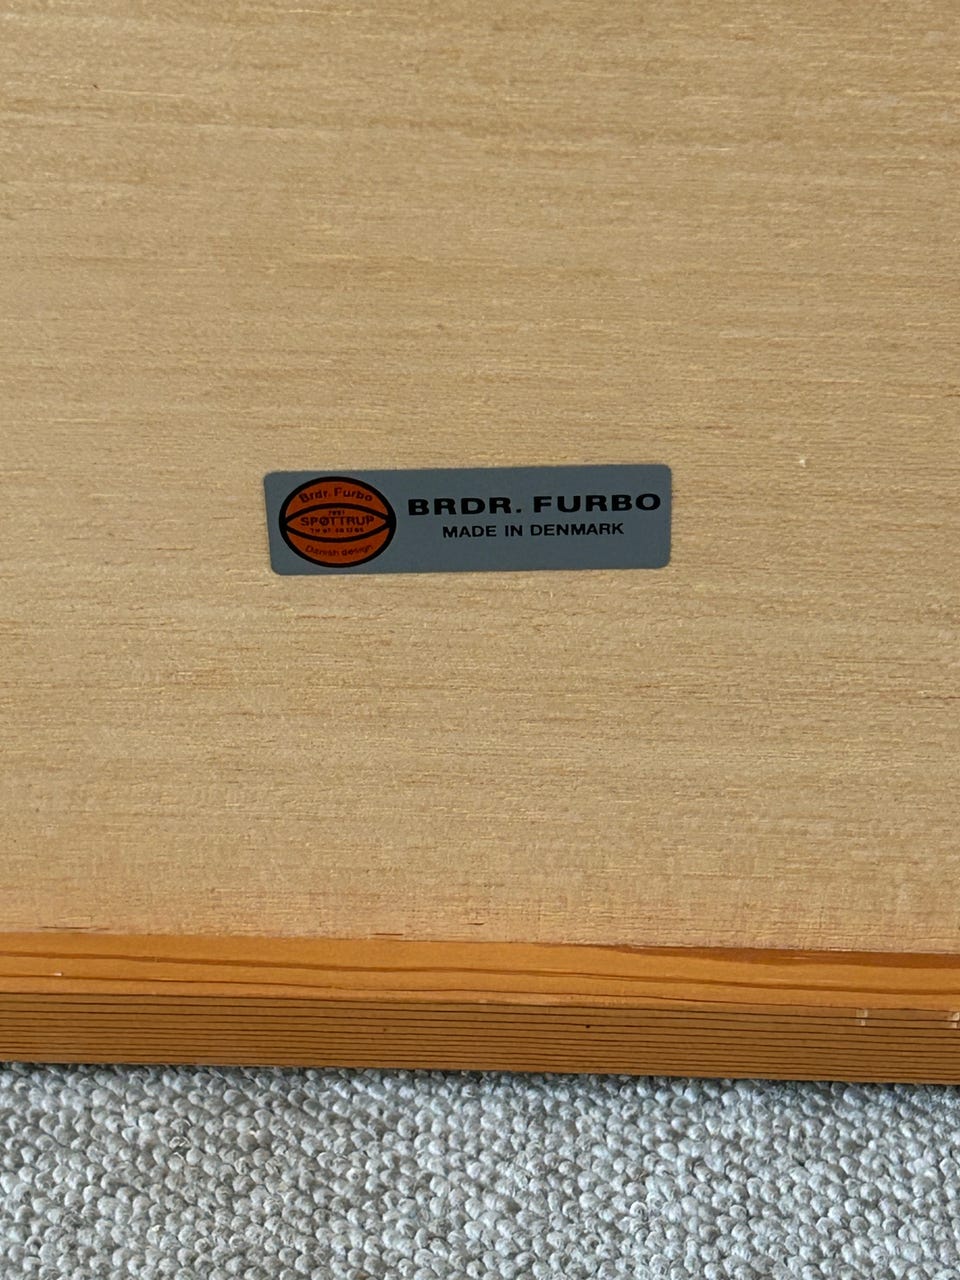 Brdr. Furbo
7861
SPØTTRUP
Danish design
BRDR. FURBO
MADE IN DENMARK